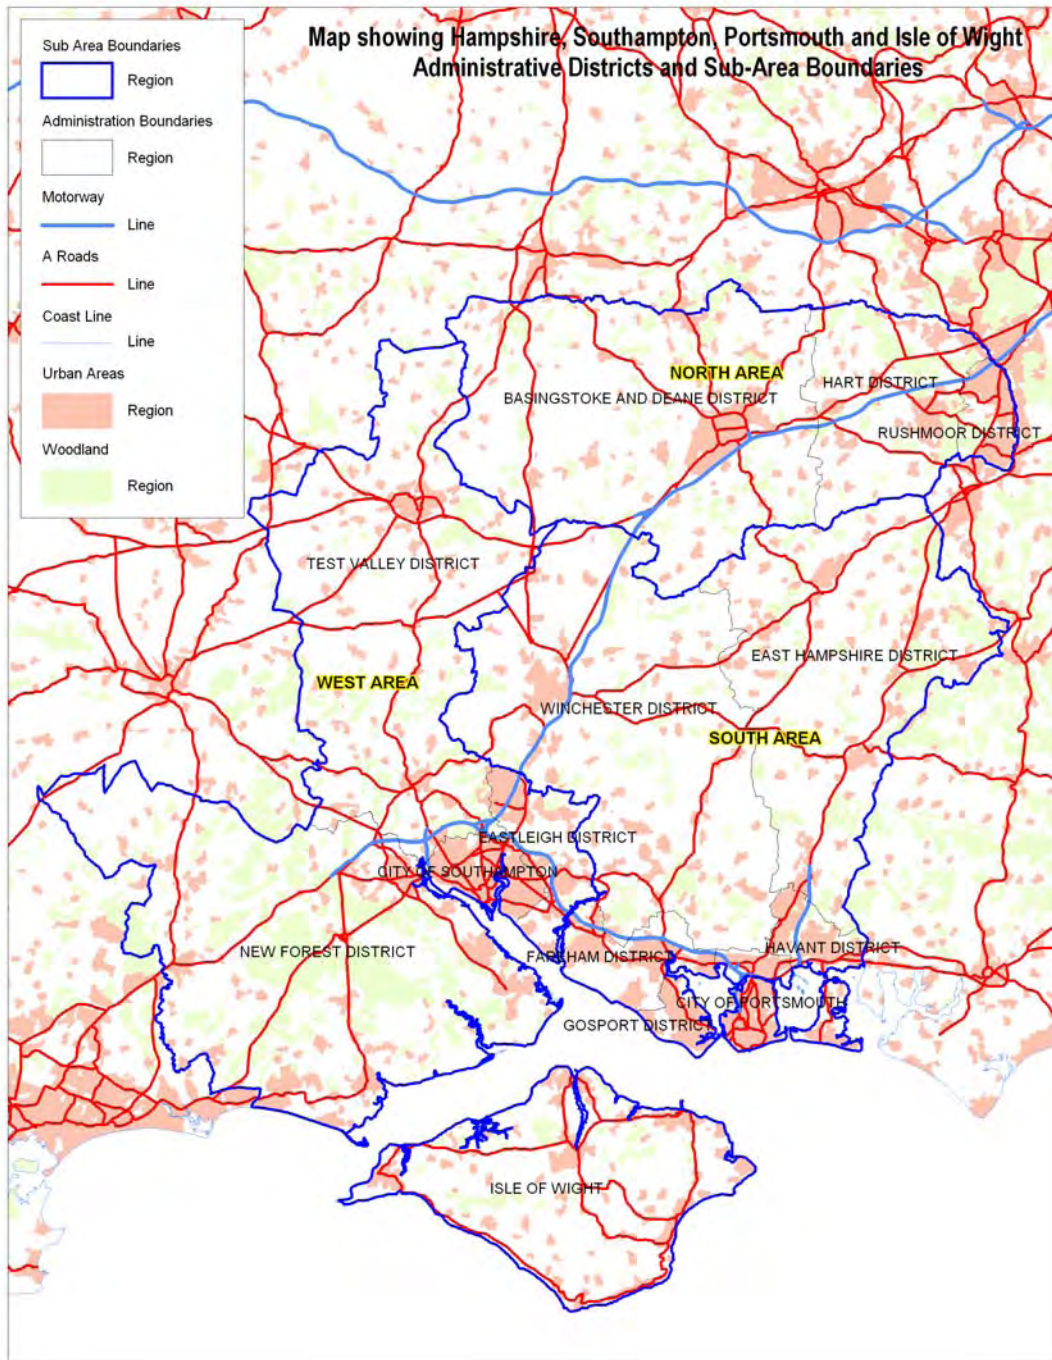 Map showing Hampshire, Southampton, Portsmouth and Isle of Wight
Administrative Districts and Sub-Area Boundaries
Sub Area Boundaries
Region
Administration Boundaries
Region
Motorway
Line
A Roads
Line
Coast Line
Line
Urban Areas
Region
Woodland
Region
NORTH AREA
HART DISTRICT
BASINGSTOKE AND DEANE DISTRICT
RUSHMOOR DISTRICT
TEST VALLEY DISTRICT
EAST HAMPSHIRE DISTRICT
WEST AREA
WINCHESTER DISTRICT
SOUTH AREA
EASTLEIGH DISTRICT
CITY OF SOUTHAMPTON
NEW FOREST DISTRICT
FAREHAM DISTRICT
HAVANT DISTRICT
CITY OF PORTSMOUTH
GOSPORT DISTRICT
ISLE OF WIGHT